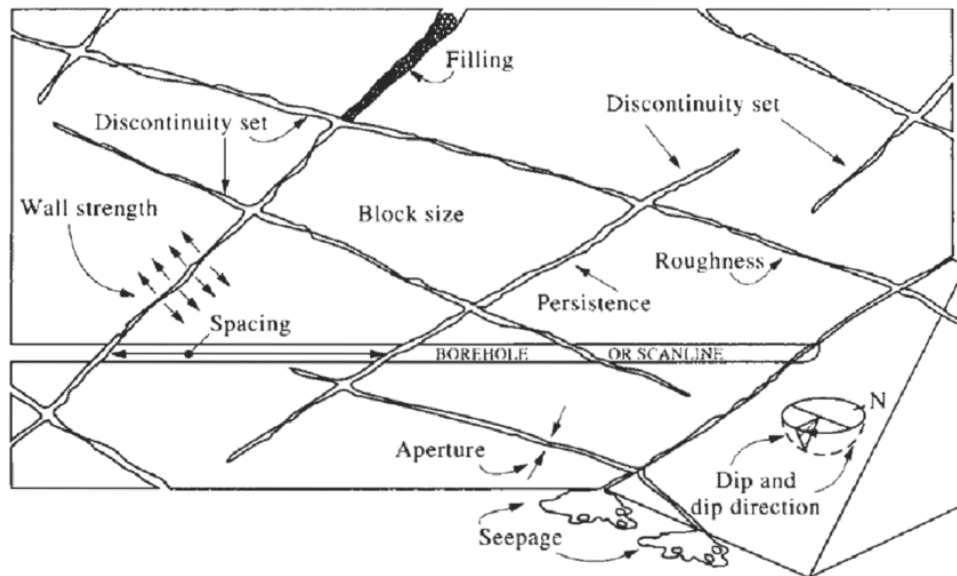 Filling
Discontinuity set
Discontinuity set
Wall strength
Block size
Roughness
Persistence
Spacing
BOREHOLE OR SCANLINE
N
Aperture
Dip and
dip direction
Seepage